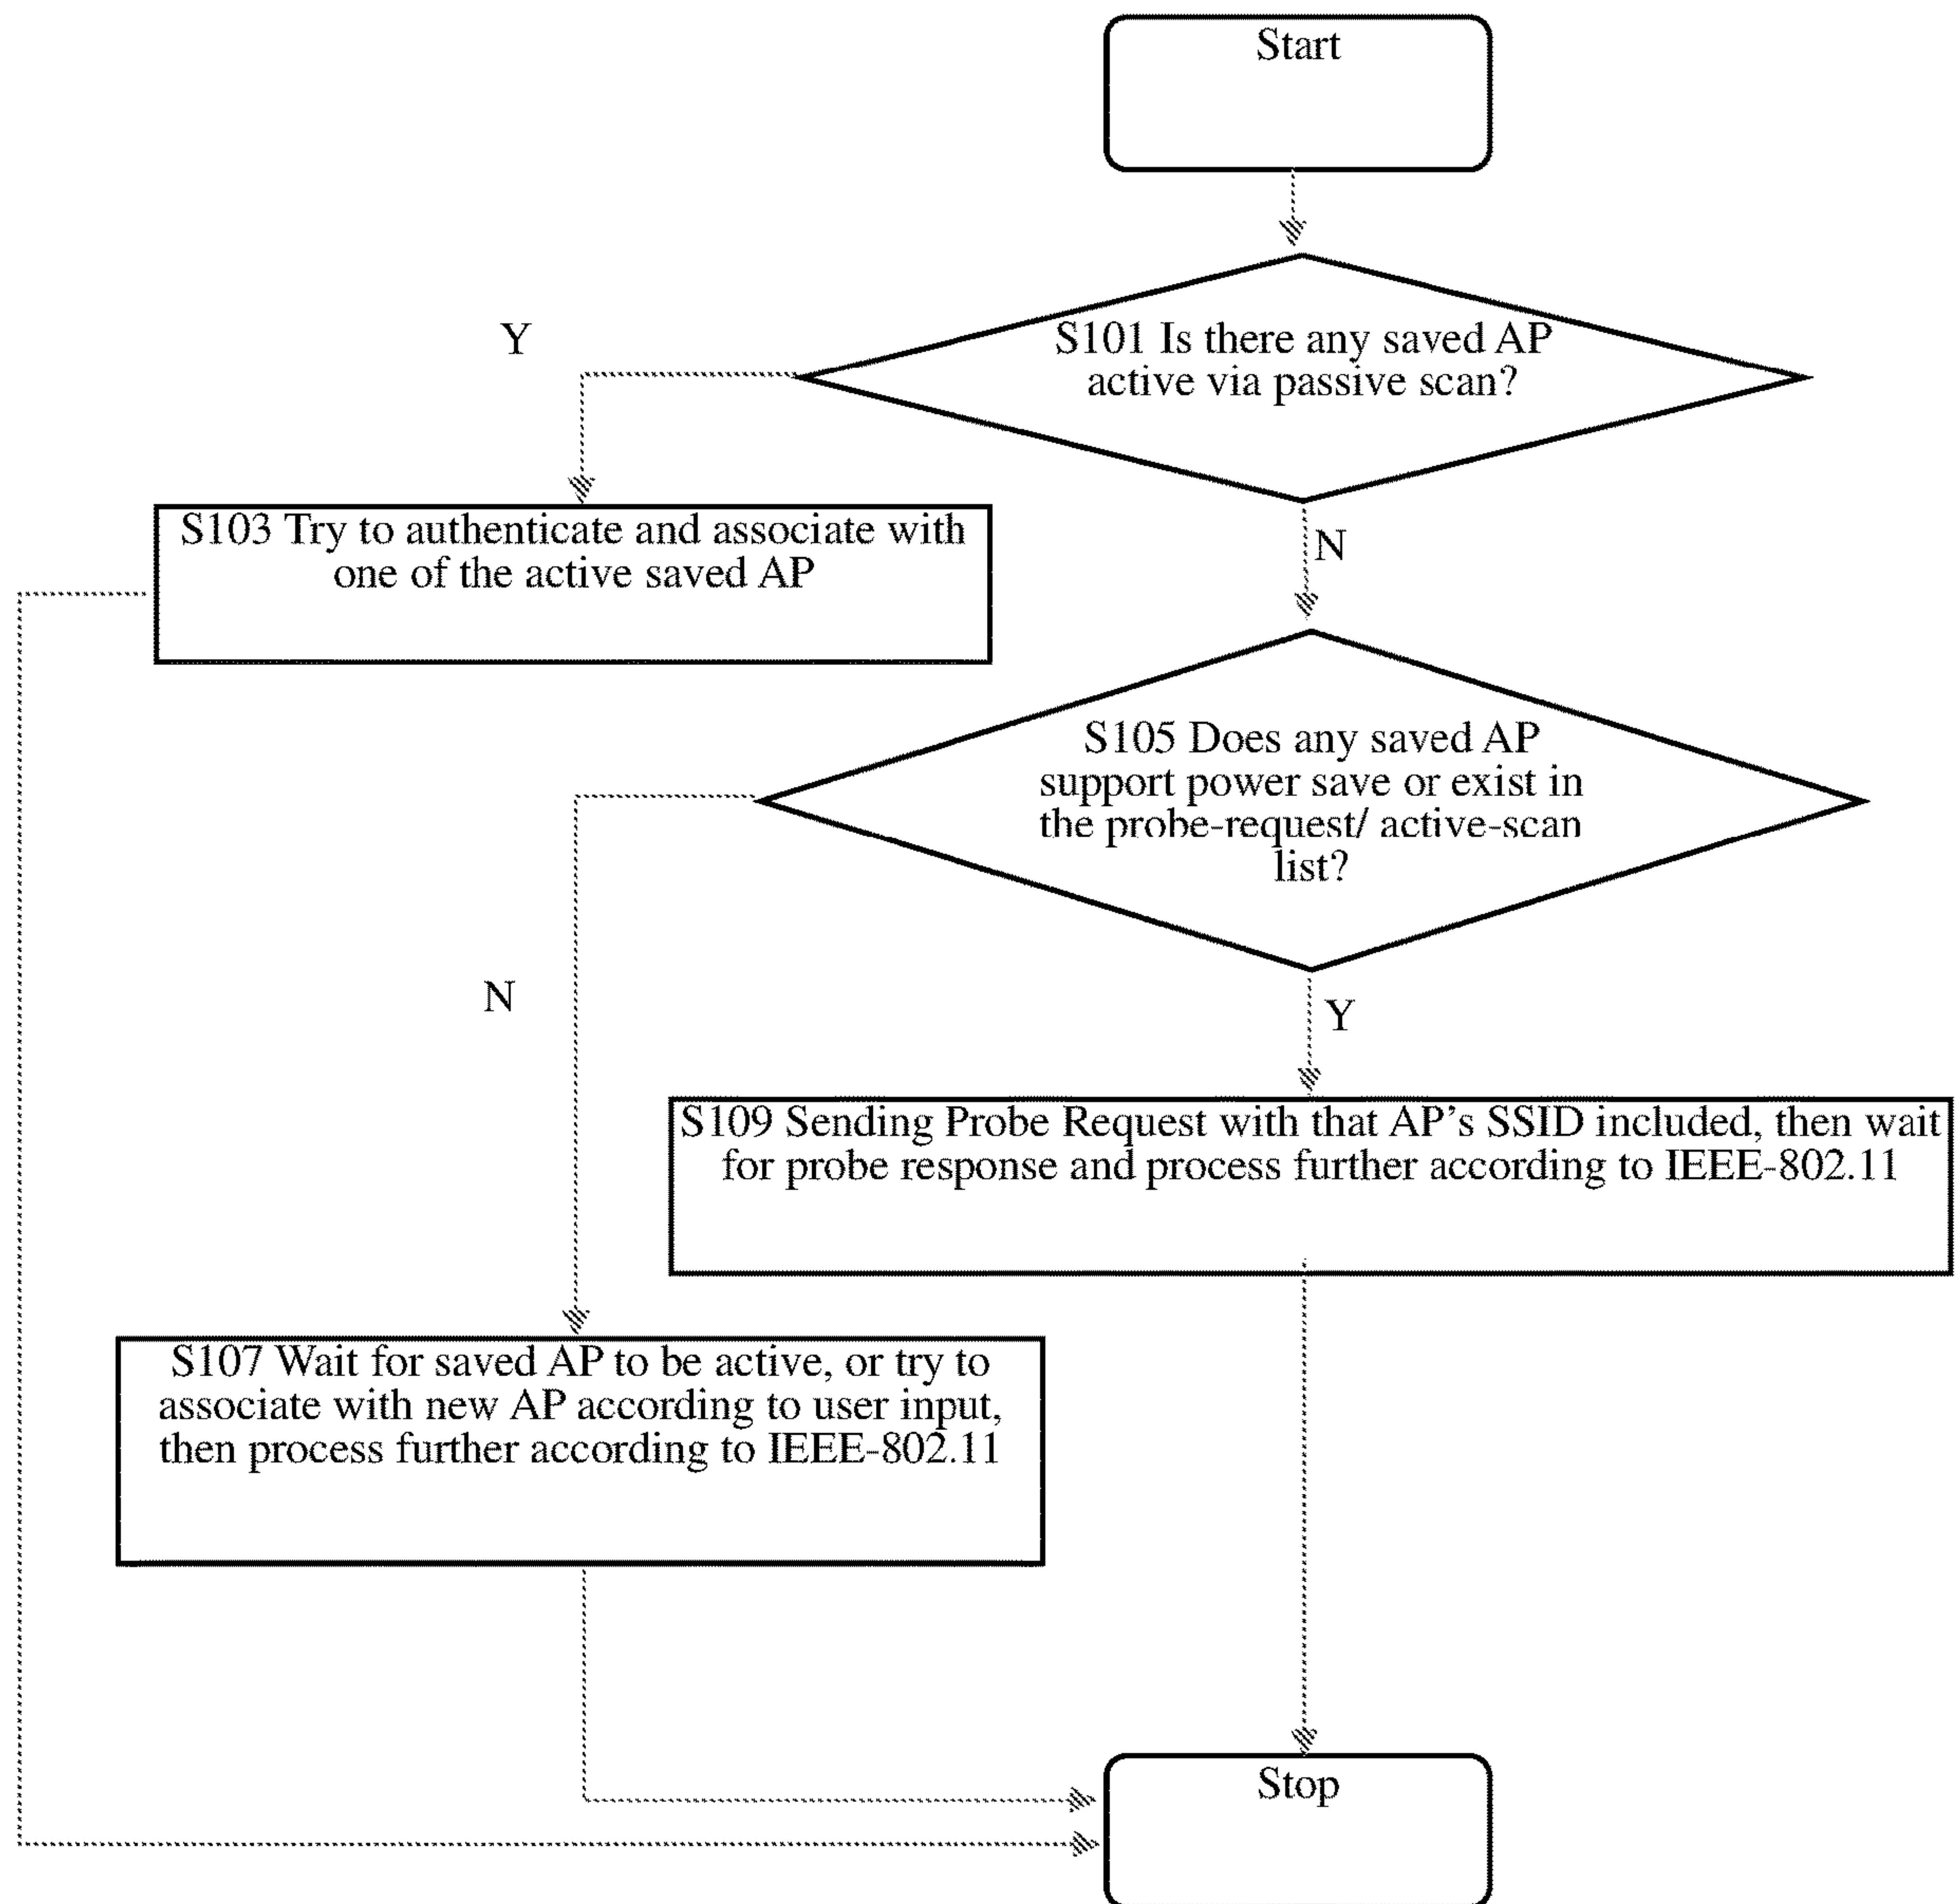 Start
S101 Is there any saved AP
active via passive scan?
Y
N
S103 Try to authenticate and associate with
one of the active saved AP
S105 Does any saved AP
support power save or exist in
the probe-request/ active-scan
list?
N
Y
S109 Sending Probe Request with that AP's SSID included, then wait
for probe response and process further according to IEEE-802.11
S107 Wait for saved AP to be active, or try to
associate with new AP according to user input,
then process further according to IEEE-802.11
Stop